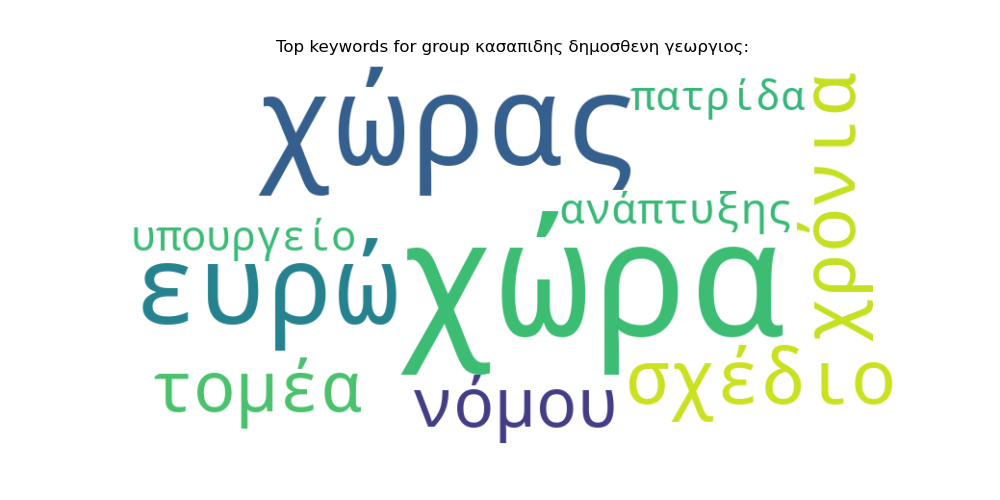 Top keywords for group κασαπιδης δημοσθενη γεωργιος:
χώρας
πατρίδα
χρόνια
ανάπτυξης
υπουργείο
ευρώ
χώρα
σχέδιο
τομέα
νόμου